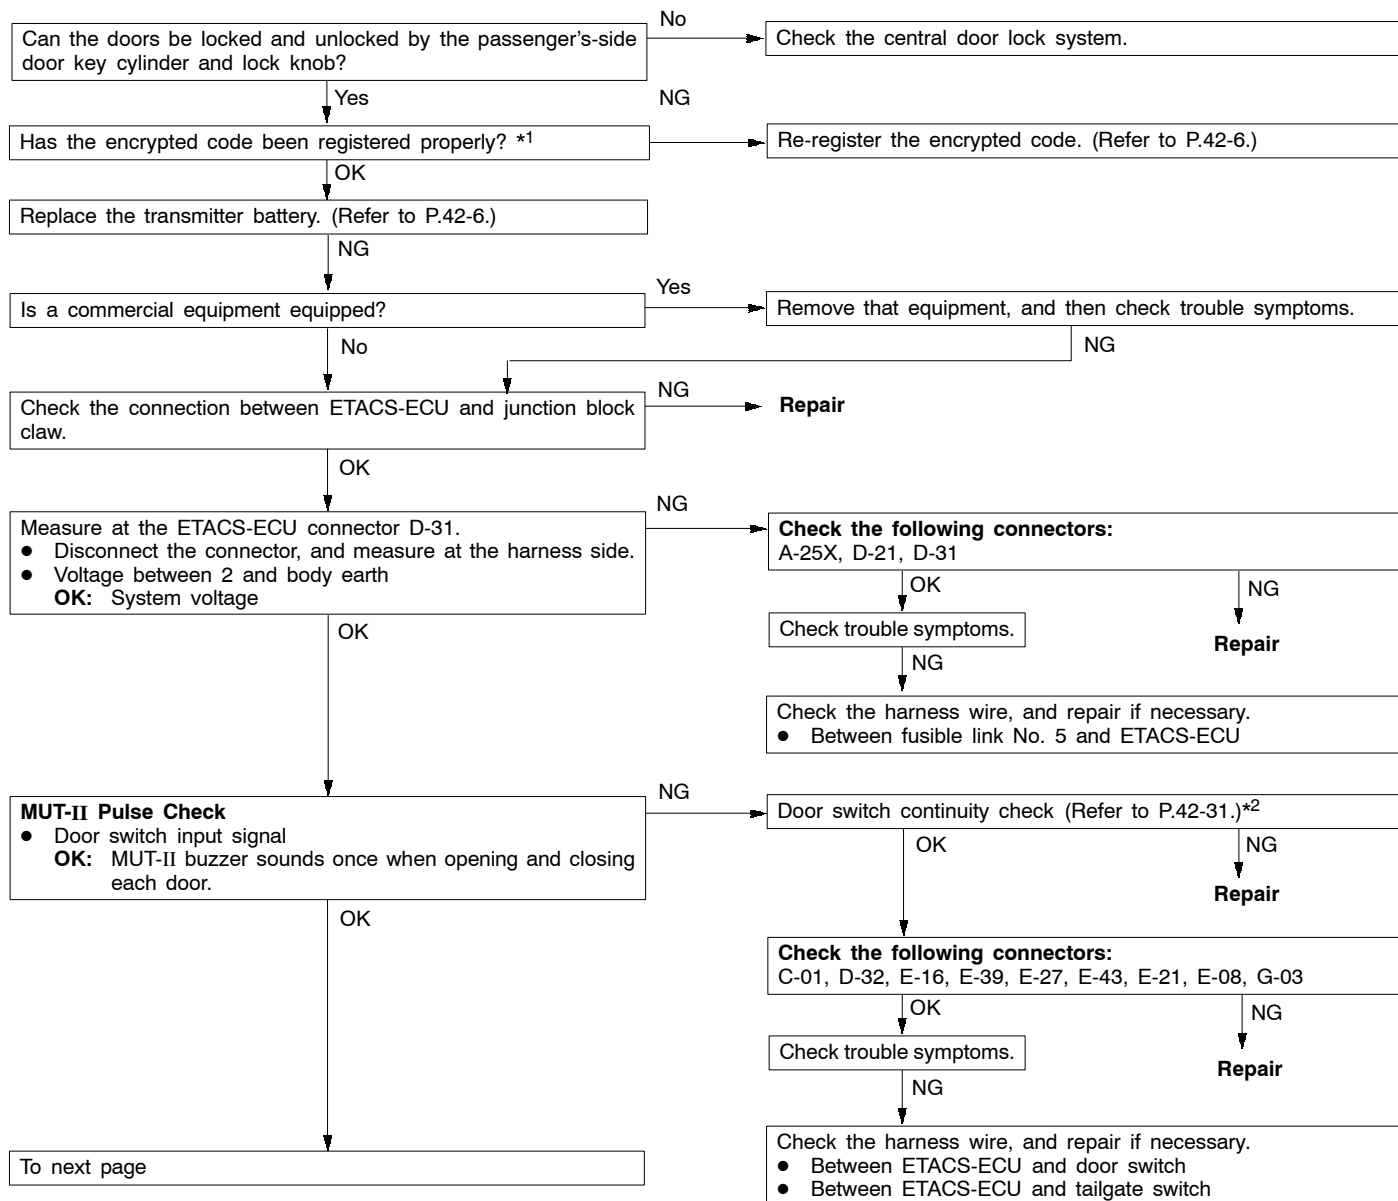 No
Can the doors be locked and unlocked by the passenger's-side
door key cylinder and lock knob?
Check the central door lock system.
Yes
NG
Has the encrypted code been registered properly? *1
Re-register the encrypted code. (Refer to P.42-6.)
OK
Replace the transmitter battery. (Refer to P.42-6.)
NG
Is a commercial equipment equipped?
Yes
Remove that equipment, and then check trouble symptoms.
No
NG
Check the connection between ETACS-ECU and junction block
claw.
NG
Repair
OK
Measure at the ETACS-ECU connector D-31.
● Disconnect the connector, and measure at the harness side.
● Voltage between 2 and body earth
OK: System voltage
NG
Check the following connectors:
A-25X, D-21, D-31
OK
NG
Check trouble symptoms.
Repair
NG
Check the harness wire, and repair if necessary.
● Between fusible link No. 5 and ETACS-ECU
OK
MUT-II Pulse Check
● Door switch input signal
OK: MUT-II buzzer sounds once when opening and closing
each door.
NG
Door switch continuity check (Refer to P.42-31.)*2
OK
NG
Repair
Check the following connectors:
C-01, D-32, E-16, E-39, E-27, E-43, E-21, E-08, G-03
OK
NG
Check trouble symptoms.
Repair
NG
Check the harness wire, and repair if necessary.
● Between ETACS-ECU and door switch
● Between ETACS-ECU and tailgate switch
OK
To next page